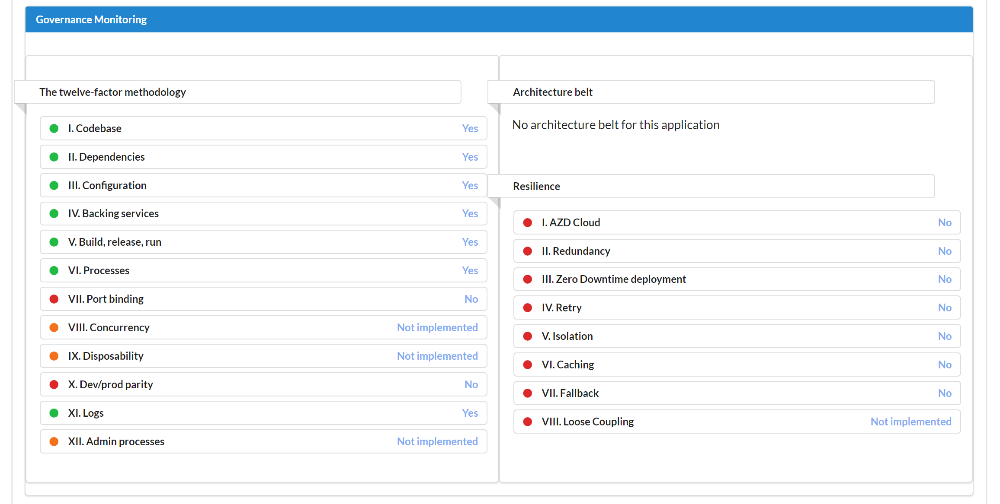 Governance Monitoring
The twelve-factor methodology
I. Codebase Yes
II. Dependencies Yes
III. Configuration Yes
IV. Backing services Yes
V. Build, release, run Yes
VI. Processes Yes
VII. Port binding No
VIII. Concurrency Not implemented
IX. Disposability Not implemented
X. Dev/prod parity No
XI. Logs Yes
XII. Admin processes Not implemented
Architecture belt
No architecture belt for this application
Resilience
I. AZD Cloud No
II. Redundancy No
III. Zero Downtime deployment No
IV. Retry No
V. Isolation No
VI. Caching No
VII. Fallback No
VIII. Loose Coupling Not implemented